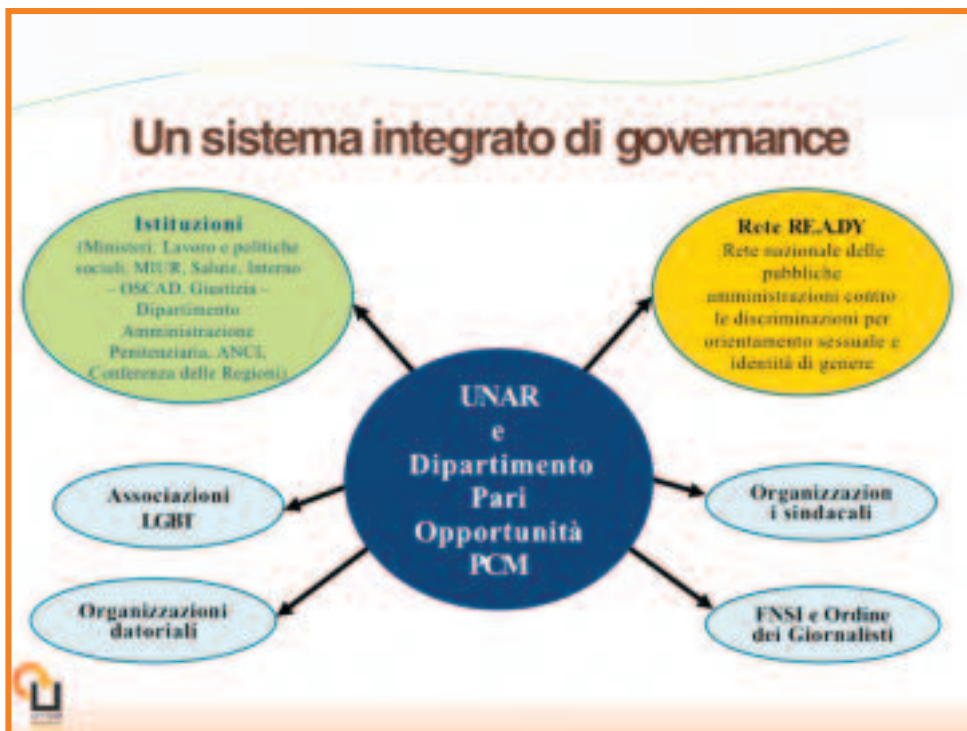 Un sistema integrato di governance
Istituzioni
(Ministeri: Lavoro e politiche
sociali, MIUR, Salute, Interno
– OSCAD, Giustizia –
Dipartimento
Amministrazione
Penitenziaria, ANCI,
Conferenza delle Regioni)
Rete RE.A.DY
Rete nazionale delle
pubbliche
amministrazioni contro
le discriminazioni per
orientamento sessuale e
identità di genere
UNAR
e
Dipartimento
Pari
Opportunità
PCM
Associazioni
LGBT
Organizzazion
i sindacali
Organizzazioni
datoriali
FNSI e Ordine
dei Giornalisti